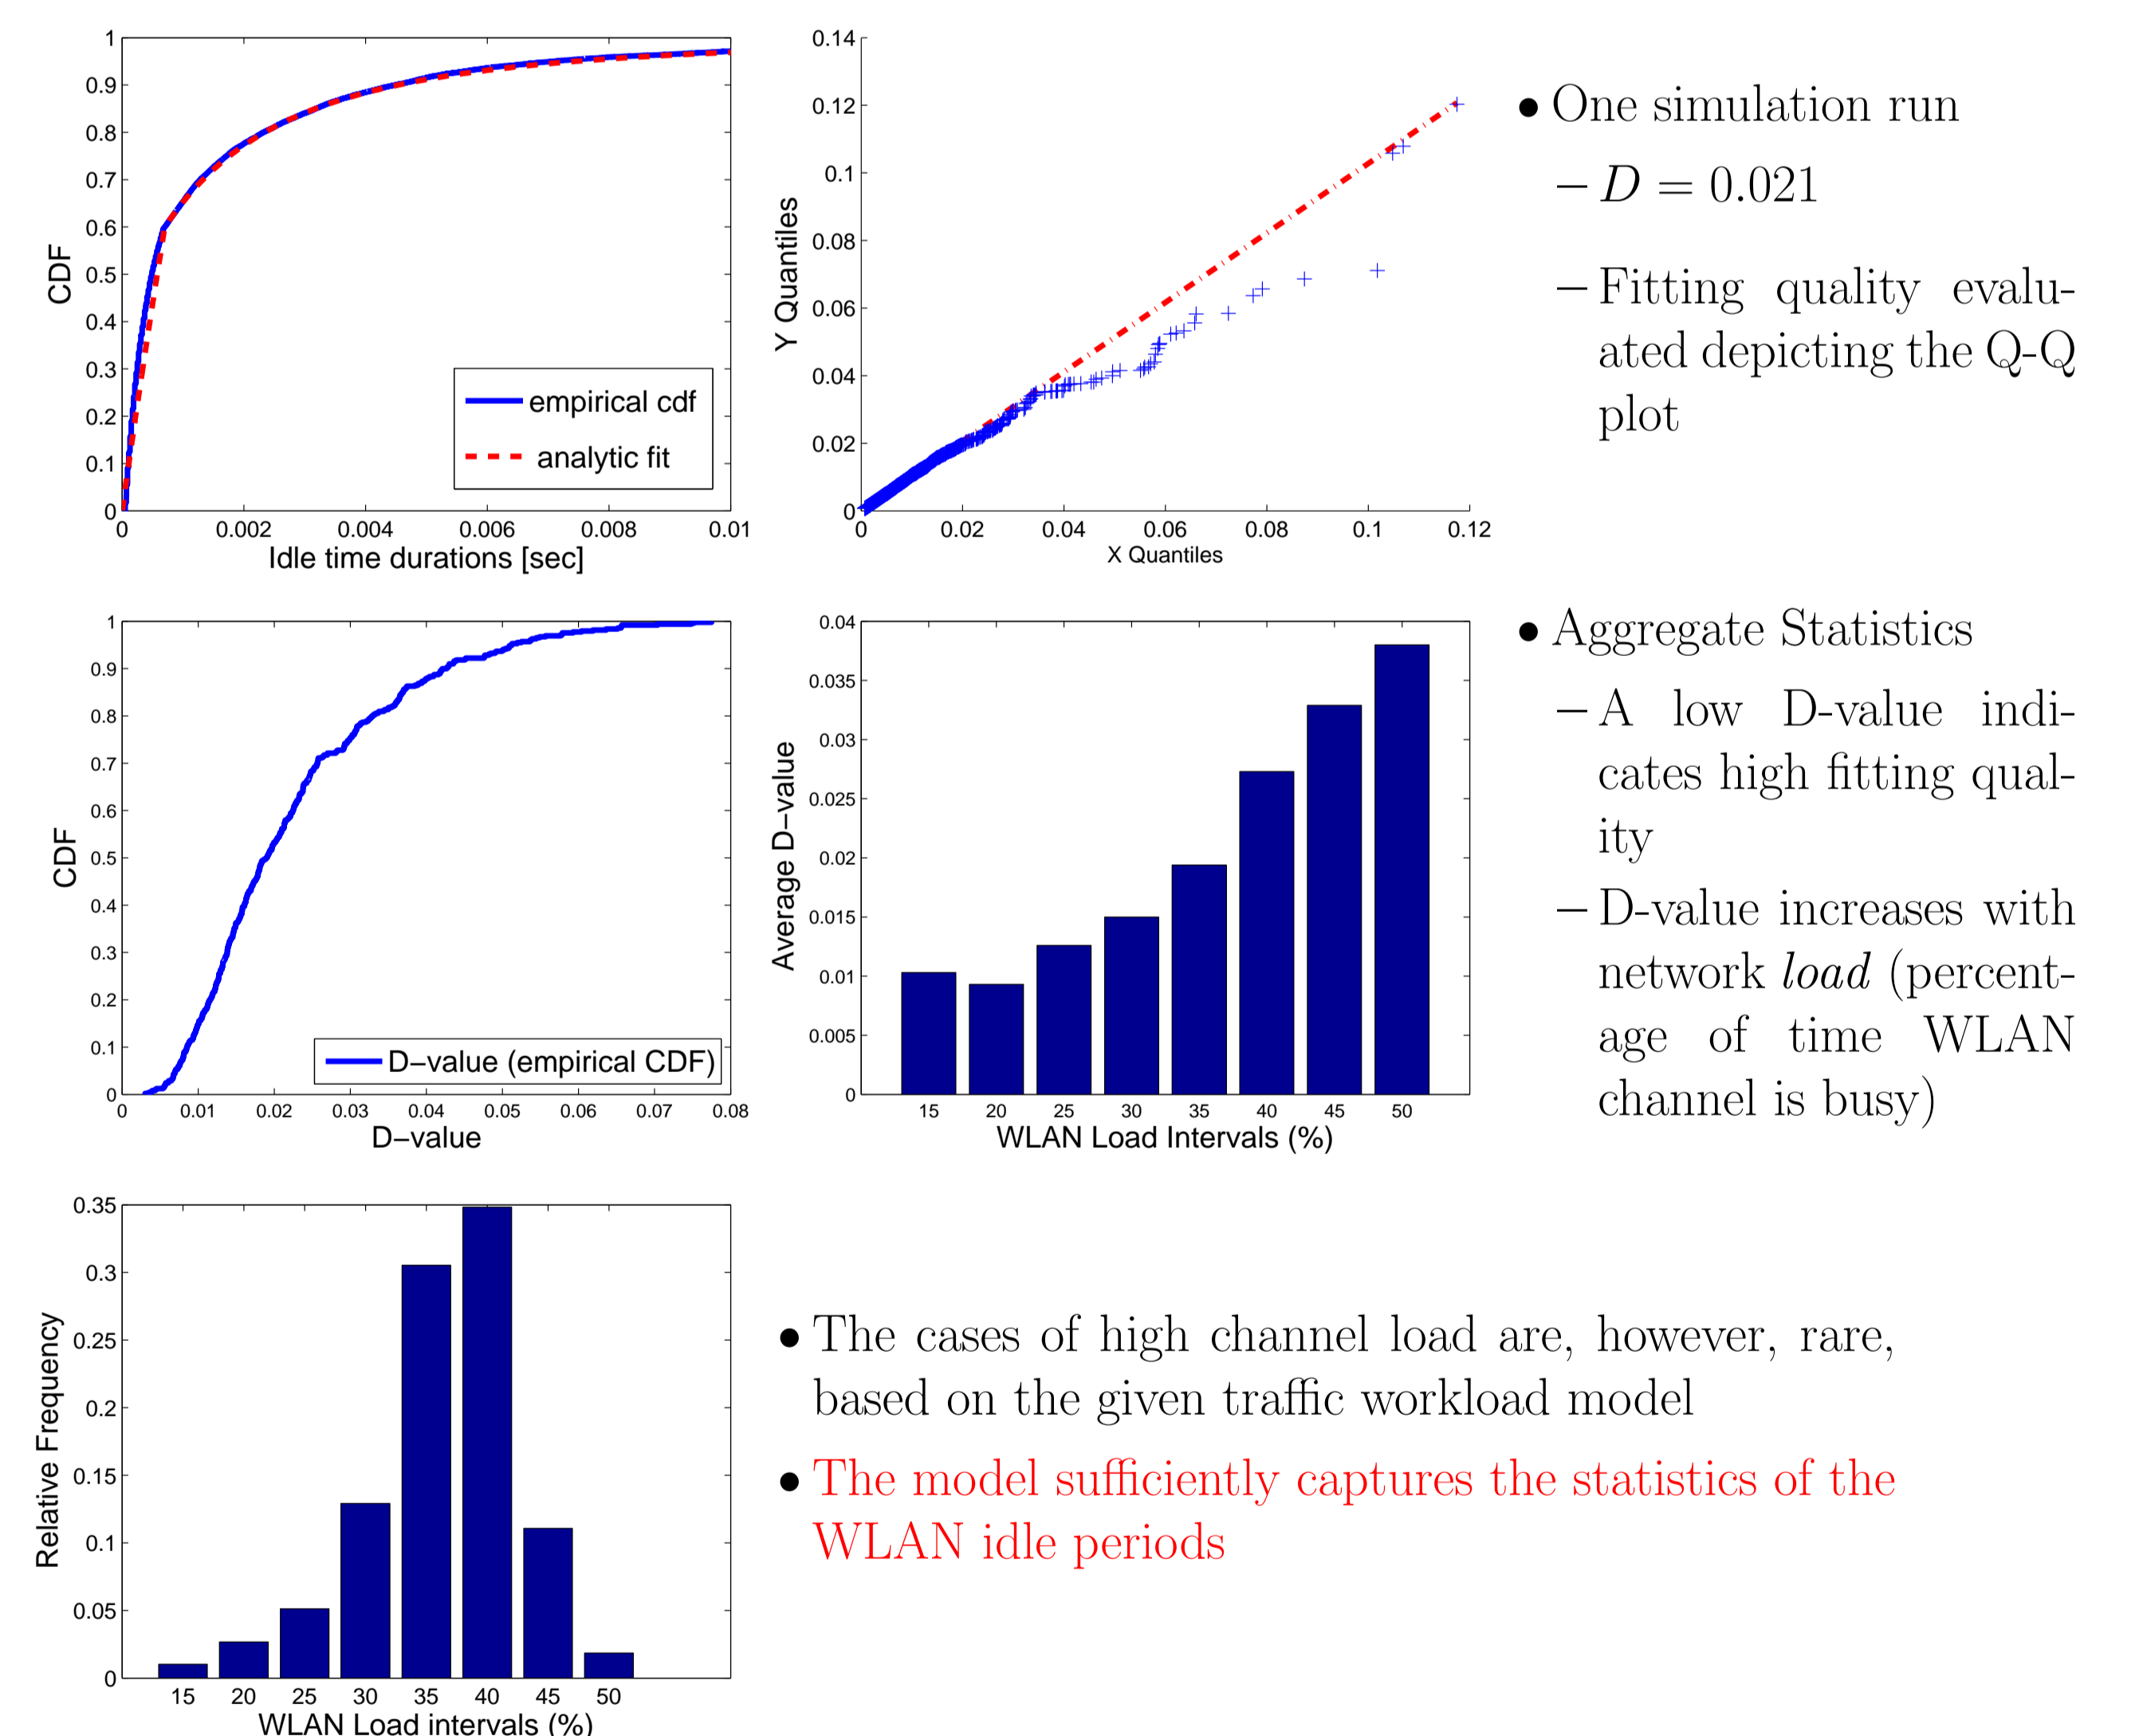 1
0.9
0.8
0.7
0.6
0.5
0.4
0.3
0.2
0.1
0
CDF
empirical cdf
analytic fit
0 0.002 0.004 0.006 0.008 0.01
Idle time durations [sec]
0.14
0.12
0.1
0.08
0.06
0.04
0.02
0
Y Quantiles
0 0.02 0.04 0.06 0.08 0.1 0.12
X Quantiles
• One simulation run
– D = 0.021
– Fitting quality evalu-
ated depicting the Q-Q
plot
1
0.9
0.8
0.7
0.6
0.5
0.4
0.3
0.2
0.1
0
CDF
D−value (empirical CDF)
0 0.01 0.02 0.03 0.04 0.05 0.06 0.07 0.08
D−value
0.04
0.035
0.03
0.025
0.02
0.015
0.01
0.005
0
Average D−value
15 20 25 30 35 40 45 50
WLAN Load Intervals (%)
• Aggregate Statistics
– A low D-value indi-
cates high fitting qual-
ity
– D-value increases with
network load (percent-
age of time WLAN
channel is busy)
0.35
0.3
0.25
0.2
0.15
0.1
0.05
0
Relative Frequency
15 20 25 30 35 40 45 50
WLAN Load intervals (%)
• The cases of high channel load are, however, rare,
based on the given traffic workload model
• The model sufficiently captures the statistics of the
WLAN idle periods